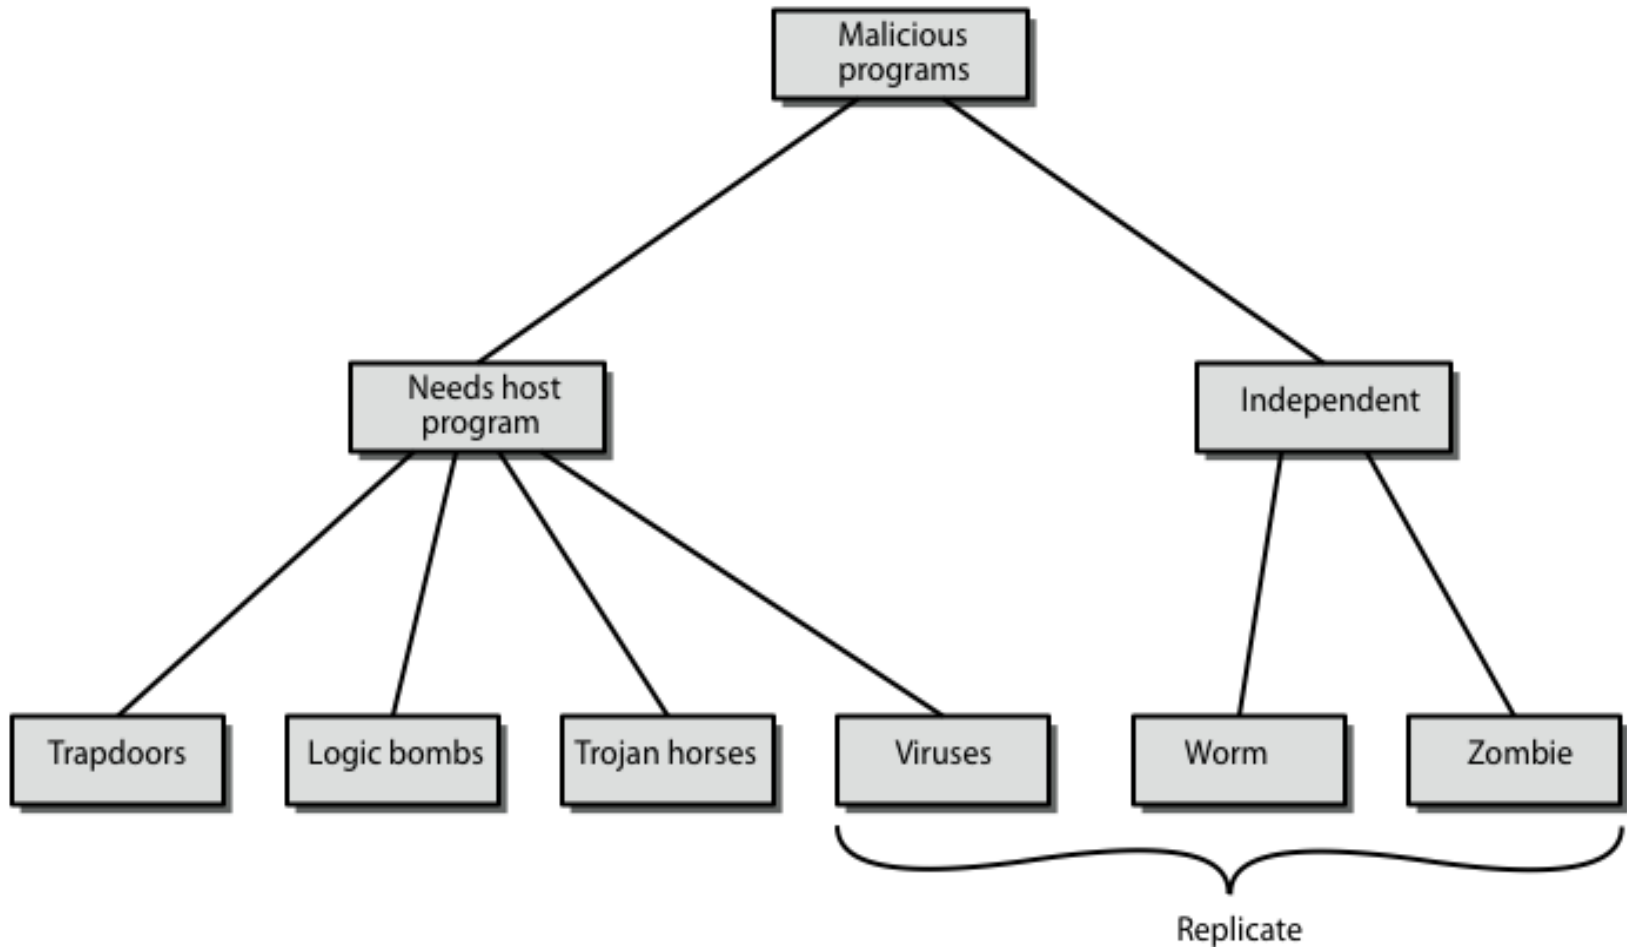 Malicious
programs
Needs host
program
Independent
Trapdoors
Logic bombs
Trojan horses
Viruses
Worm
Zombie
Replicate